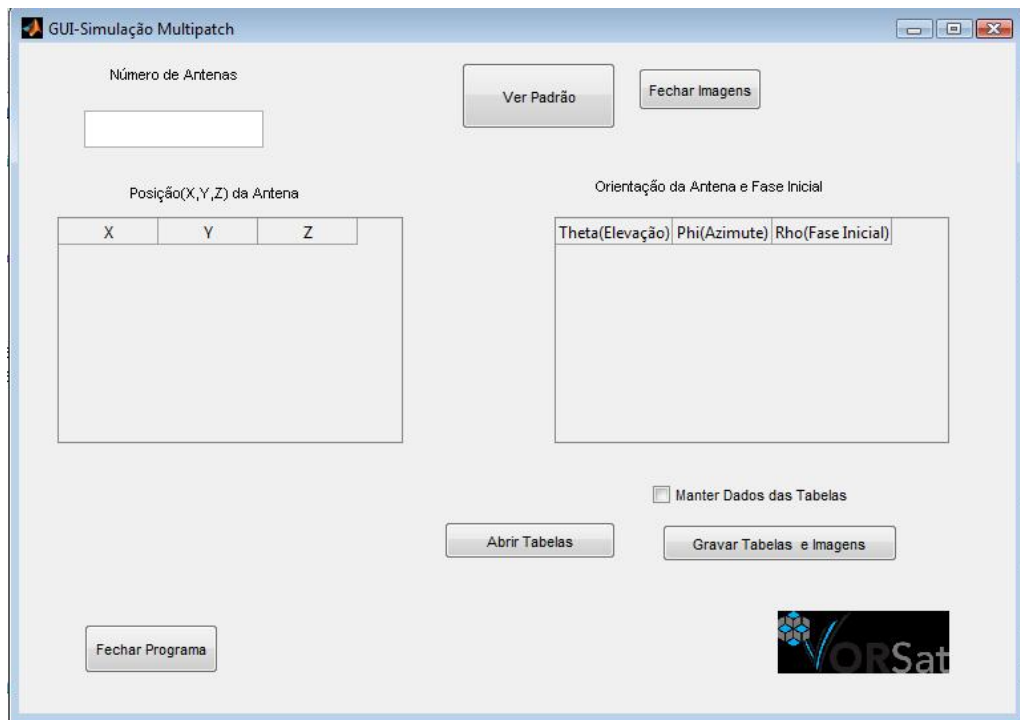 GUI-Simulação Multipatch
Número de Antenas
Ver Padrão
Fechar Imagens
Posição(X,Y,Z) da Antena
Orientação da Antena e Fase Inicial
X Y Z
Theta(Elevação) Phi(Azimute) Rho(Fase Inicial)
Manter Dados das Tabelas
Abrir Tabelas
Gravar Tabelas e Imagens
Fechar Programa
VORSat